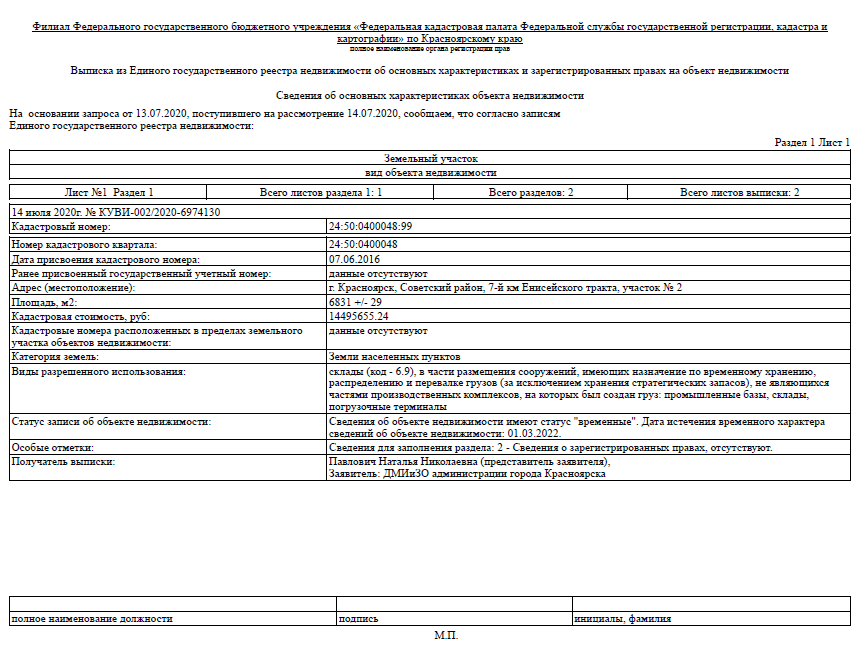 Филиал Федерального государственного бюджетного учреждения «Федеральная кадастровая палата Федеральной службы государственной регистрации, кадастра и
картографии» по Красноярскому краю
полное наименование органа регистрации прав
Выписка из Единого государственного реестра недвижимости об основных характеристиках и зарегистрированных правах на объект недвижимости
Сведения об основных характеристиках объекта недвижимости
На основании запроса от 13.07.2020, поступившего на рассмотрение 14.07.2020, сообщаем, что согласно записям
Единого государственного реестра недвижимости:
Раздел 1 Лист 1
Земельный участок
вид объекта недвижимости
Лист №1 Раздел 1 Всего листов раздела 1: 1 Всего разделов: 2 Всего листов выписки: 2
14 июля 2020г. № КУВИ-002/2020-6974130
Кадастровый номер: 24:50:0400048:99
Номер кадастрового квартала: 24:50:0400048
Дата присвоения кадастрового номера: 07.06.2016
Ранее присвоенный государственный учетный номер: данные отсутствуют
Адрес (местоположение): г. Красноярск, Советский район, 7-й км Енисейского тракта, участок № 2
Площадь, м2: 6831 +/- 29
Кадастровая стоимость, руб: 14495655.24
Кадастровые номера расположенных в пределах земельного данные отсутствуют
участка объектов недвижимости:
Категория земель: Земли населенных пунктов
Виды разрешенного использования: склады (код - 6.9), в части размещения сооружений, имеющих назначение по временному хранению,
распределению и перевалке грузов (за исключением хранения стратегических запасов), не являющихся
частями производственных комплексов, на которых был создан груз: промышленные базы, склады,
погрузочные терминалы
Статус записи об объекте недвижимости: Сведения об объекте недвижимости имеют статус "временные". Дата истечения временного характера
сведений об объекте недвижимости: 01.03.2022.
Особые отметки: Сведения для заполнения раздела: 2 - Сведения о зарегистрированных правах, отсутствуют.
Получатель выписки: Павлович Наталья Николаевна (представитель заявителя),
Заявитель: ДМИиЗО администрации города Красноярска
полное наименование должности подпись инициалы, фамилия
М.П.